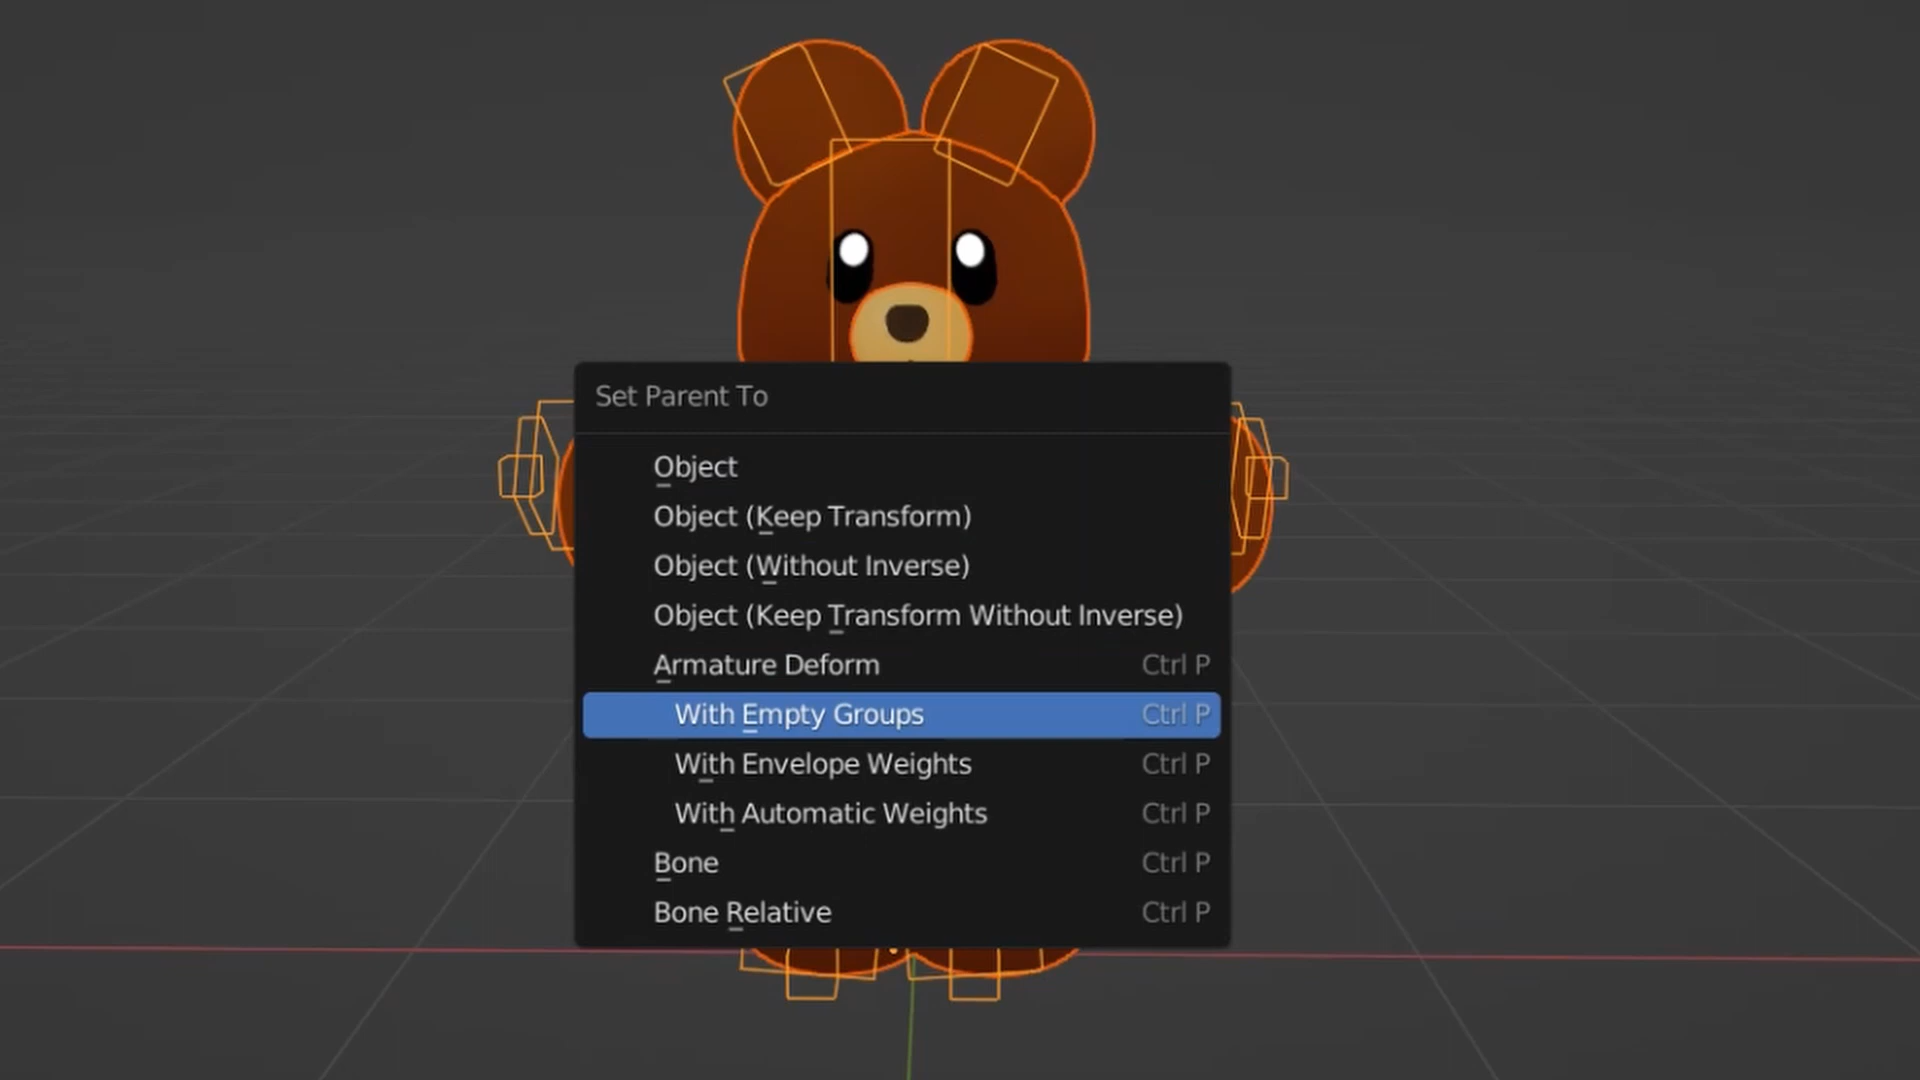 Set Parent To
Object
Object (Keep Transform)
Object (Without Inverse)
Object (Keep Transform Without Inverse)
Armature Deform Ctrl P
With Empty Groups Ctrl P
With Envelope Weights Ctrl P
With Automatic Weights Ctrl P
Bone Ctrl P
Bone Relative Ctrl P